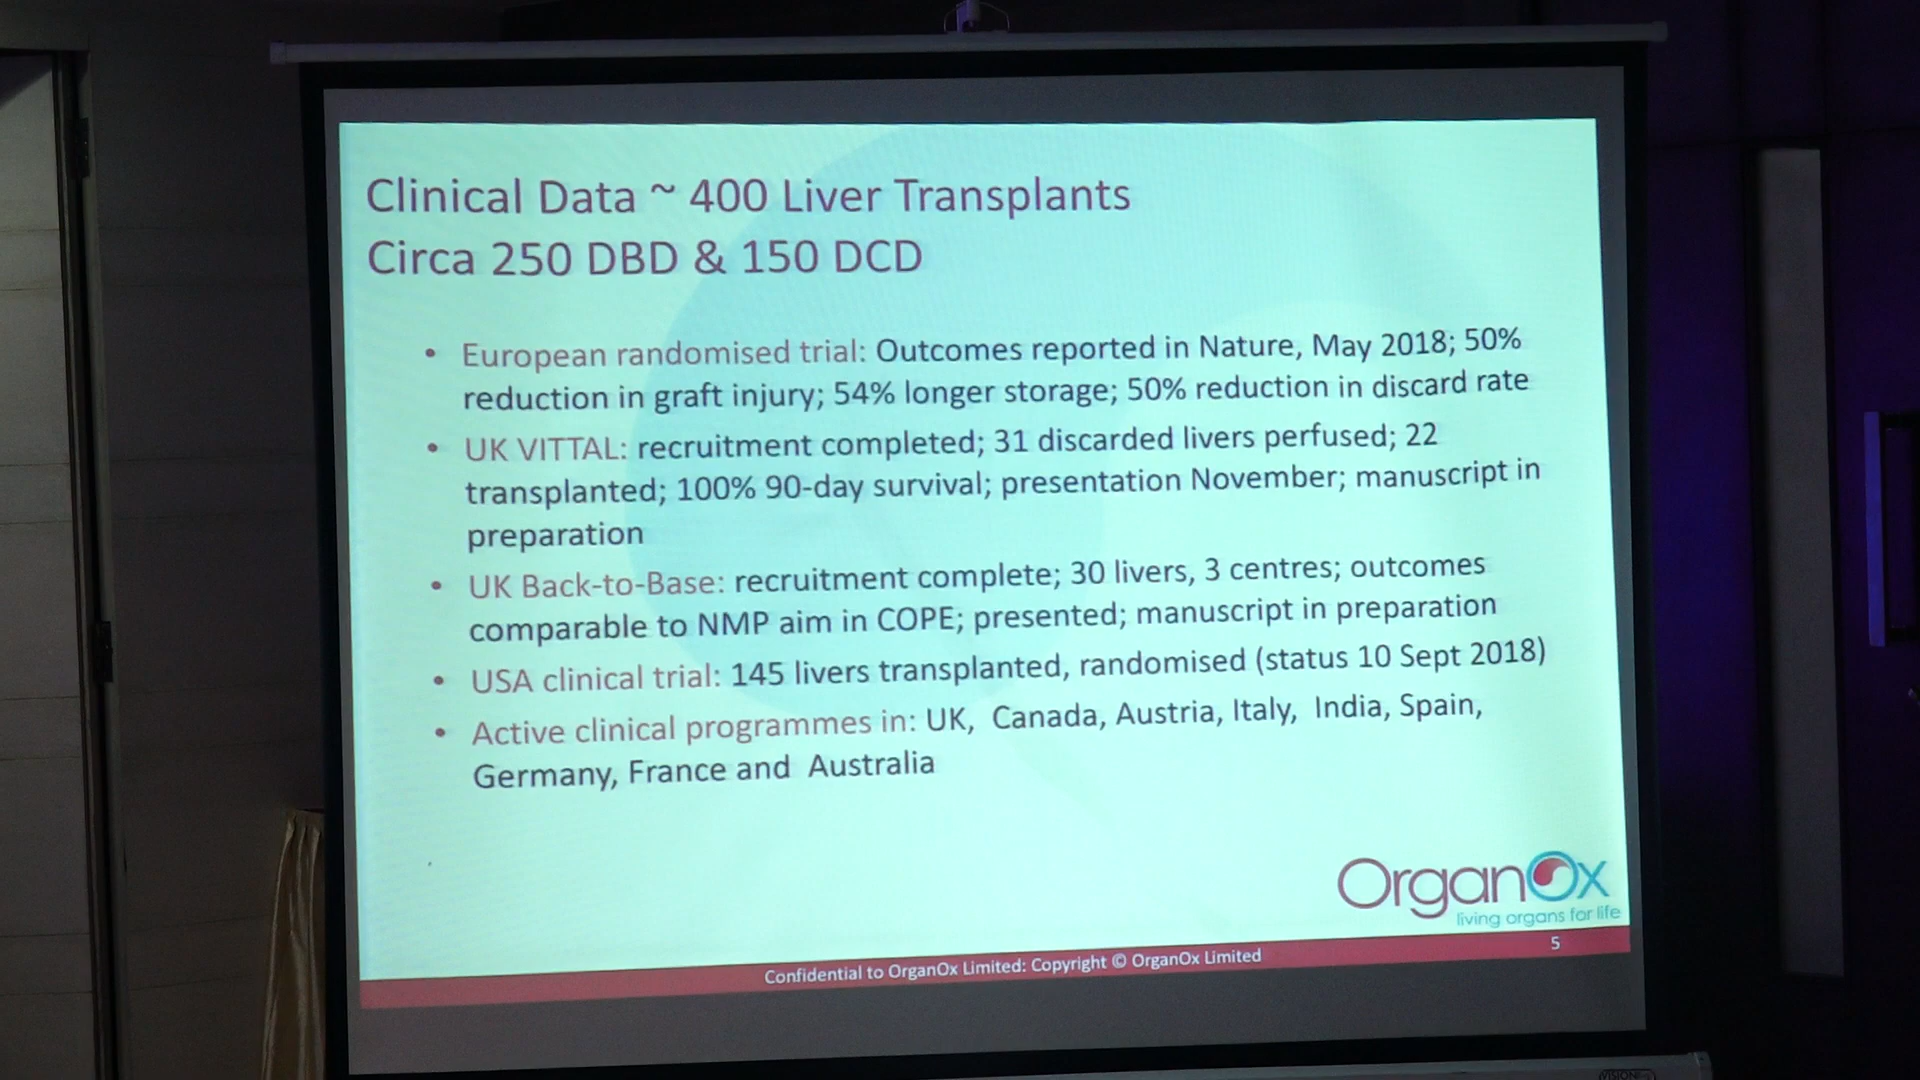 Clinical Data ~ 400 Liver Transplants
Circa 250 DBD & 150 DCD
• European randomised trial: Outcomes reported in Nature, May 2018; 50%
reduction in graft injury; 54% longer storage; 50% reduction in discard rate
• UK VITTAL: recruitment completed; 31 discarded livers perfused; 22
transplanted; 100% 90-day survival; presentation November; manuscript in
preparation
• UK Back-to-Base: recruitment complete; 30 livers, 3 centres; outcomes
comparable to NMP aim in COPE; presented; manuscript in preparation
• USA clinical trial: 145 livers transplanted, randomised (status 10 Sept 2018)
• Active clinical programmes in: UK, Canada, Austria, Italy, India, Spain,
Germany, France and Australia
OrganOx
living organs for life
5
Confidential to OrganOx Limited: Copyright © OrganOx Limited